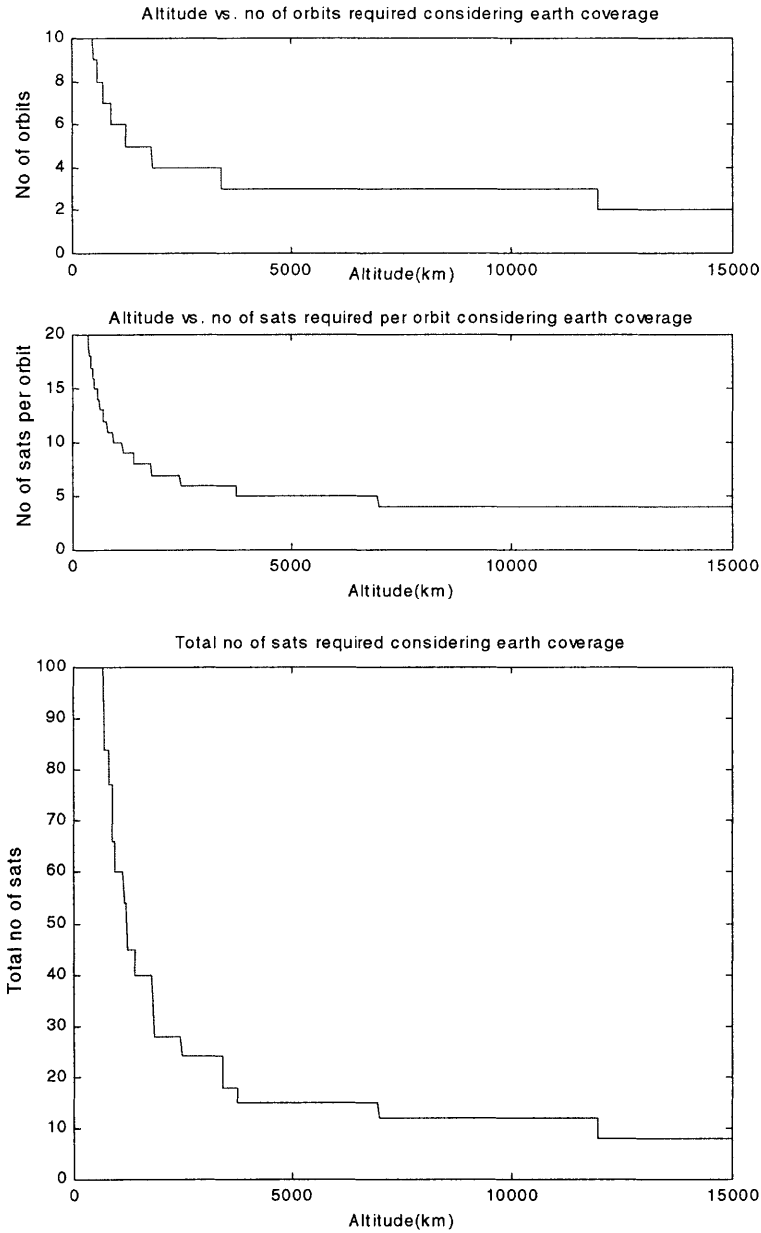 Altitude vs. no of orbits required considering earth coverage
No of orbits
10
8
6
4
2
0
0 5000 10000 15000
Altitude(km)
Altitude vs. no of sats required per orbit considering earth coverage
No of sats per orbit
20
15
10
5
0
0 5000 10000 15000
Altitude(km)
Total no of sats required considering earth coverage
Total no of sats
100
90
80
70
60
50
40
30
20
10
0
0 5000 10000 15000
Altitude(km)